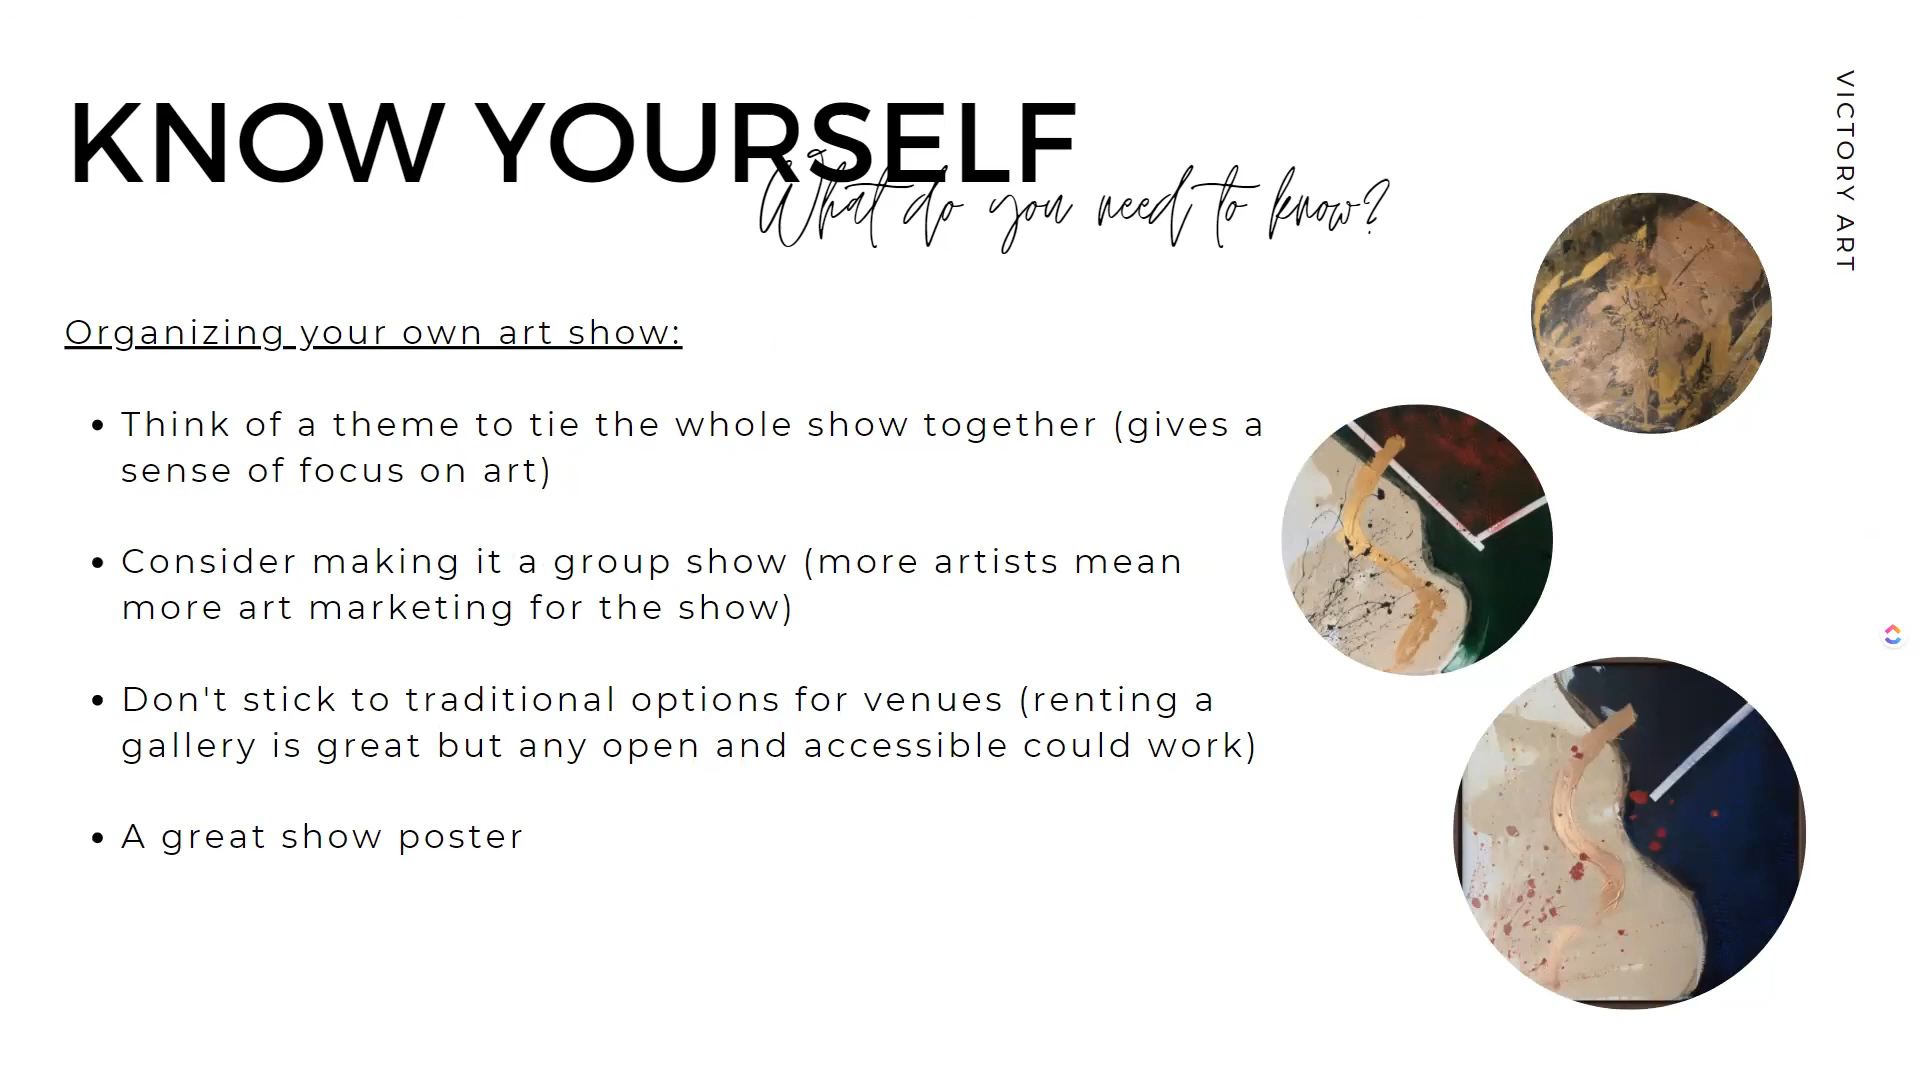 KNOW YOURSELF
What do you need to know?
VICTORY ART
Organizing your own art show:
• Think of a theme to tie the whole show together (gives a
sense of focus on art)
• Consider making it a group show (more artists mean
more art marketing for the show)
• Don't stick to traditional options for venues (renting a
gallery is great but any open and accessible could work)
• A great show poster